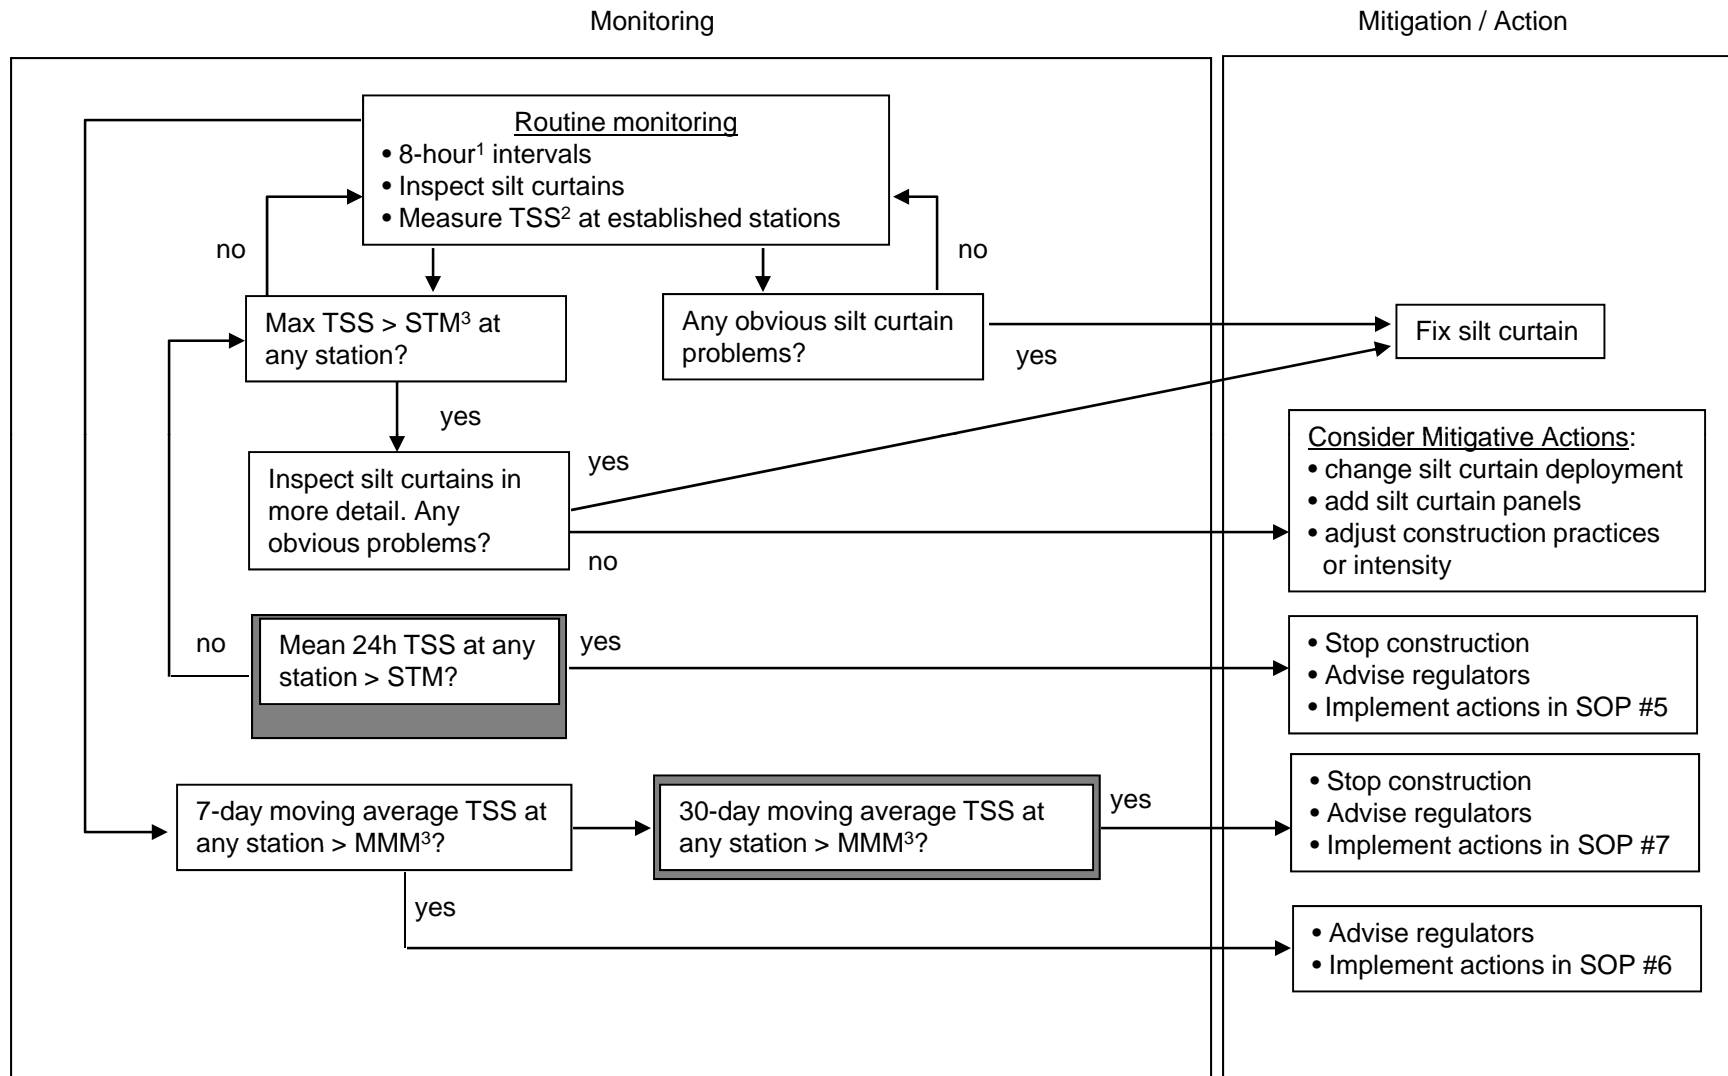 Monitoring
Mitigation / Action
Routine monitoring
• 8-hour¹ intervals
• Inspect silt curtains
• Measure TSS² at established stations
no
no
Max TSS > STM³ at
any station?
Any obvious silt curtain
problems?
yes
Fix silt curtain
yes
Inspect silt curtains in
more detail. Any
obvious problems?
yes
no
Consider Mitigative Actions:
• change silt curtain deployment
• add silt curtain panels
• adjust construction practices
or intensity
no
Mean 24h TSS at any
station > STM?
yes
• Stop construction
• Advise regulators
• Implement actions in SOP #5
7-day moving average TSS at
any station > MMM³?
30-day moving average TSS at
any station > MMM³?
yes
• Stop construction
• Advise regulators
• Implement actions in SOP #7
yes
• Advise regulators
• Implement actions in SOP #6